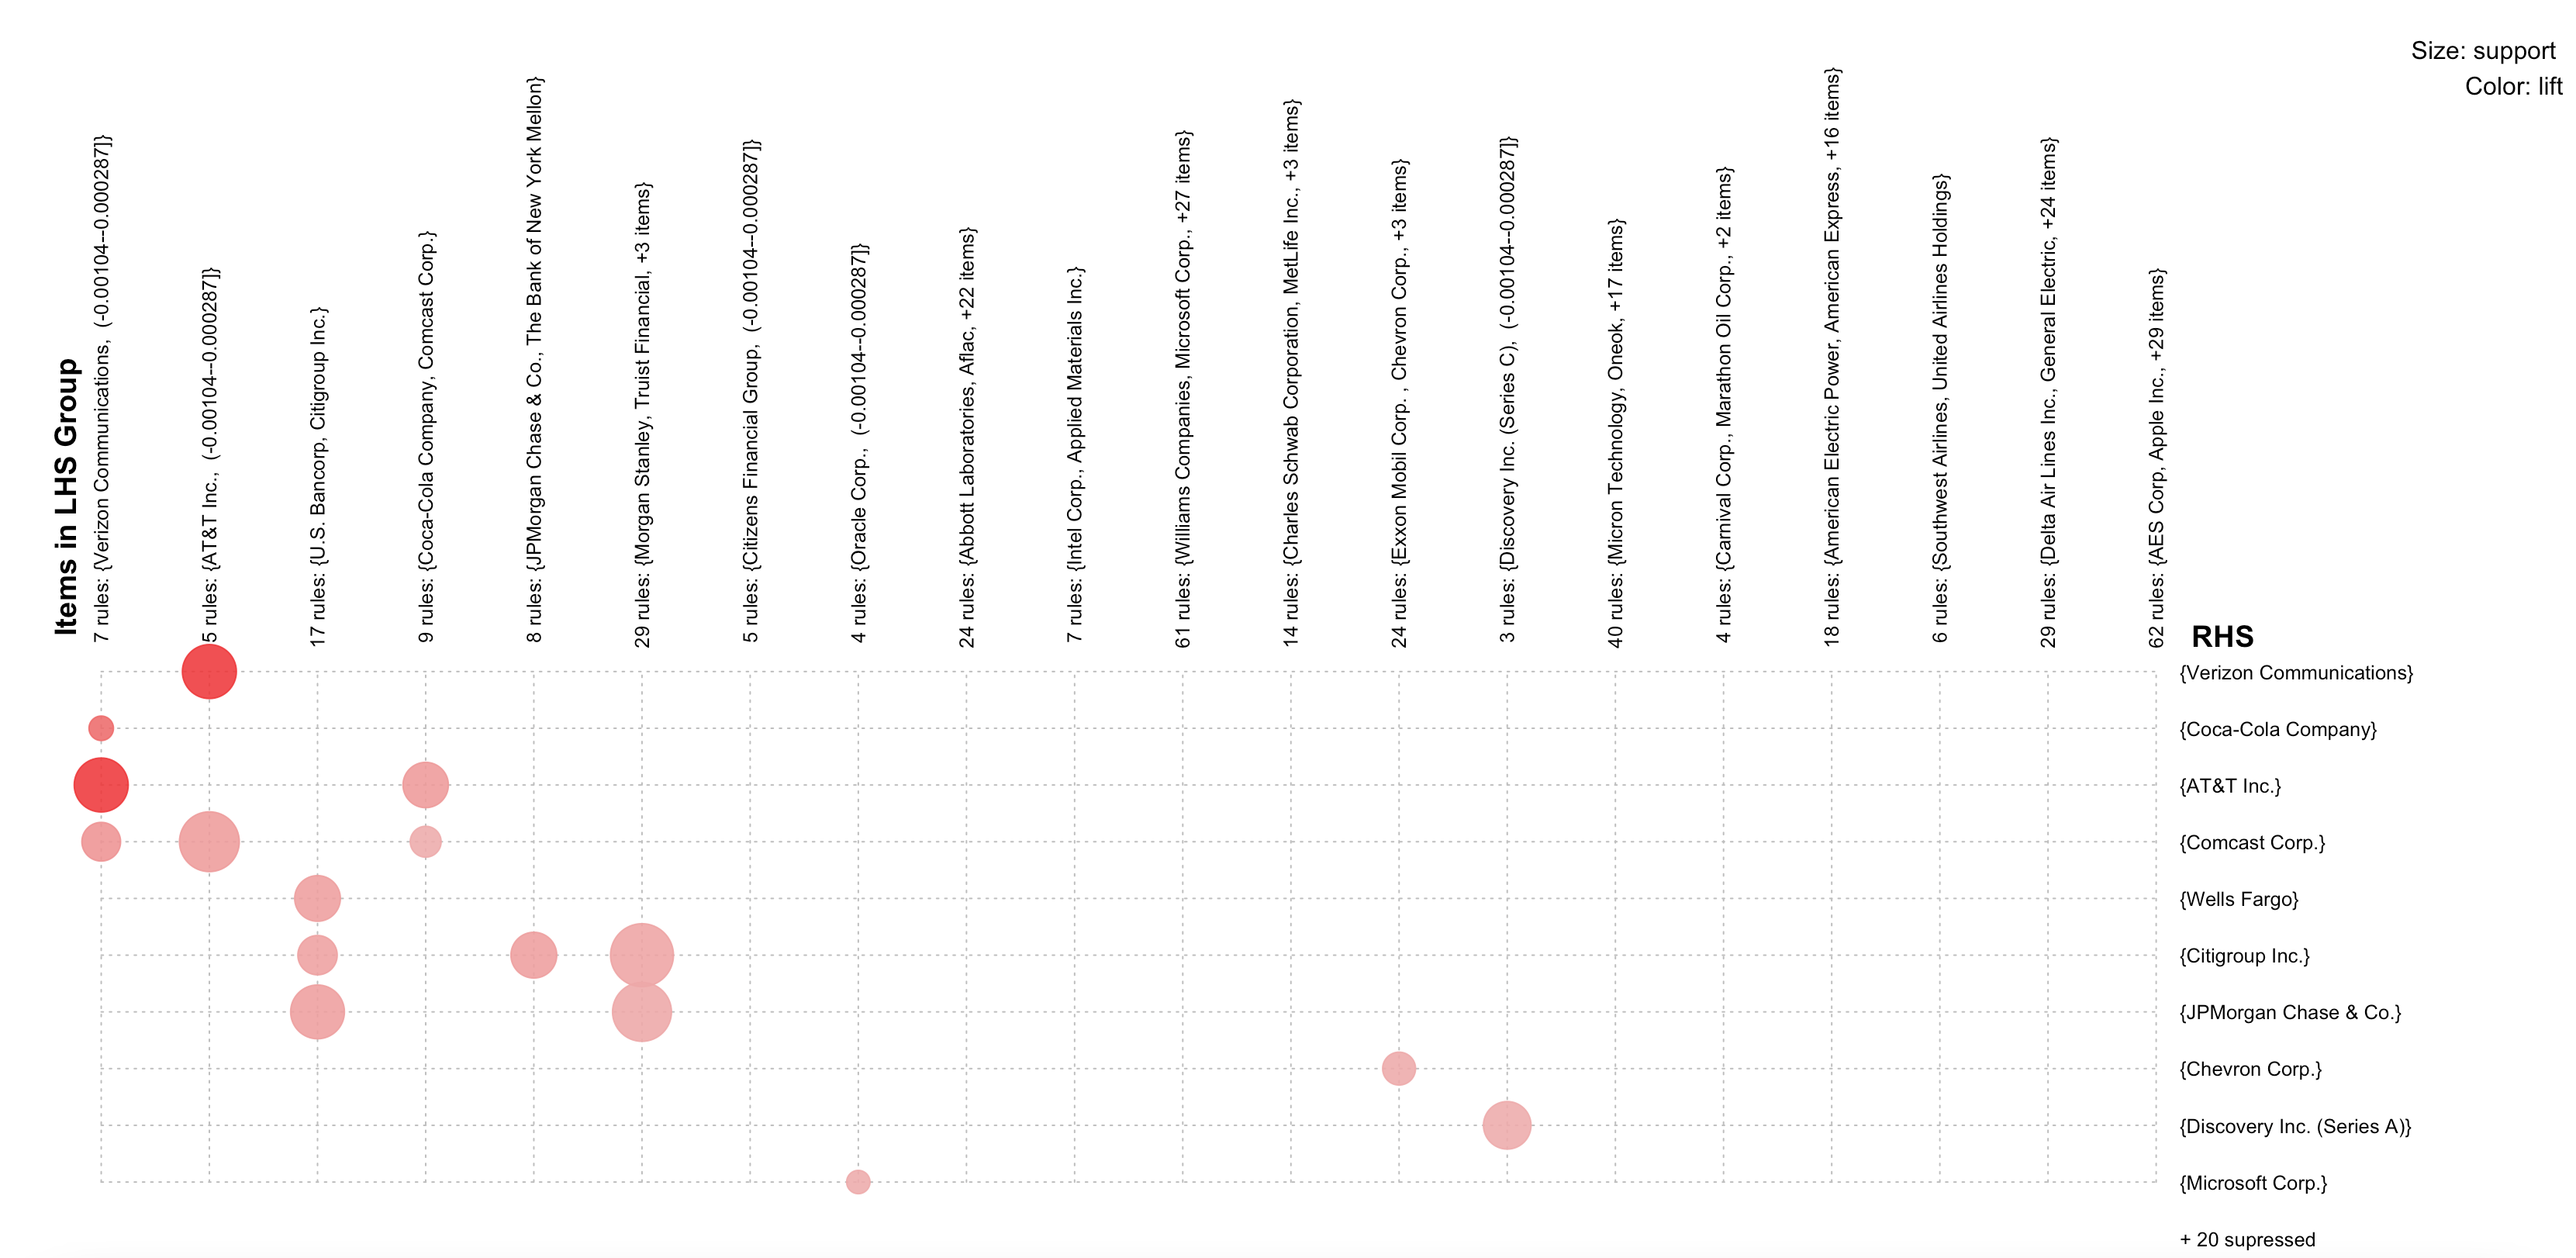 Size: support
Color: lift
Items in LHS Group
7 rules: {Verizon Communications, (-0.00104--0.000287]}
5 rules: {AT&T Inc., (-0.00104--0.000287]}
17 rules: {U.S. Bancorp, Citigroup Inc.}
9 rules: {Coca-Cola Company, Comcast Corp.}
8 rules: {JPMorgan Chase & Co., The Bank of New York Mellon}
29 rules: {Morgan Stanley, Truist Financial, +3 items}
5 rules: {Citizens Financial Group, (-0.00104--0.000287]}
4 rules: {Oracle Corp., (-0.00104--0.000287]}
24 rules: {Abbott Laboratories, Aflac, +22 items}
7 rules: {Intel Corp., Applied Materials Inc.}
61 rules: {Williams Companies, Microsoft Corp., +27 items}
14 rules: {Charles Schwab Corporation, MetLife Inc., +3 items}
24 rules: {Exxon Mobil Corp. , Chevron Corp., +3 items}
3 rules: {Discovery Inc. (Series C), (-0.00104--0.000287]}
40 rules: {Micron Technology, Oneok, +17 items}
4 rules: {Carnival Corp., Marathon Oil Corp., +2 items}
18 rules: {American Electric Power, American Express, +16 items}
6 rules: {Southwest Airlines, United Airlines Holdings}
29 rules: {Delta Air Lines Inc., General Electric, +24 items}
62 rules: {AES Corp, Apple Inc., +29 items}
RHS
{Verizon Communications}
{Coca-Cola Company}
{AT&T Inc.}
{Comcast Corp.}
{Wells Fargo}
{Citigroup Inc.}
{JPMorgan Chase & Co.}
{Chevron Corp.}
{Discovery Inc. (Series A)}
{Microsoft Corp.}
+ 20 supressed